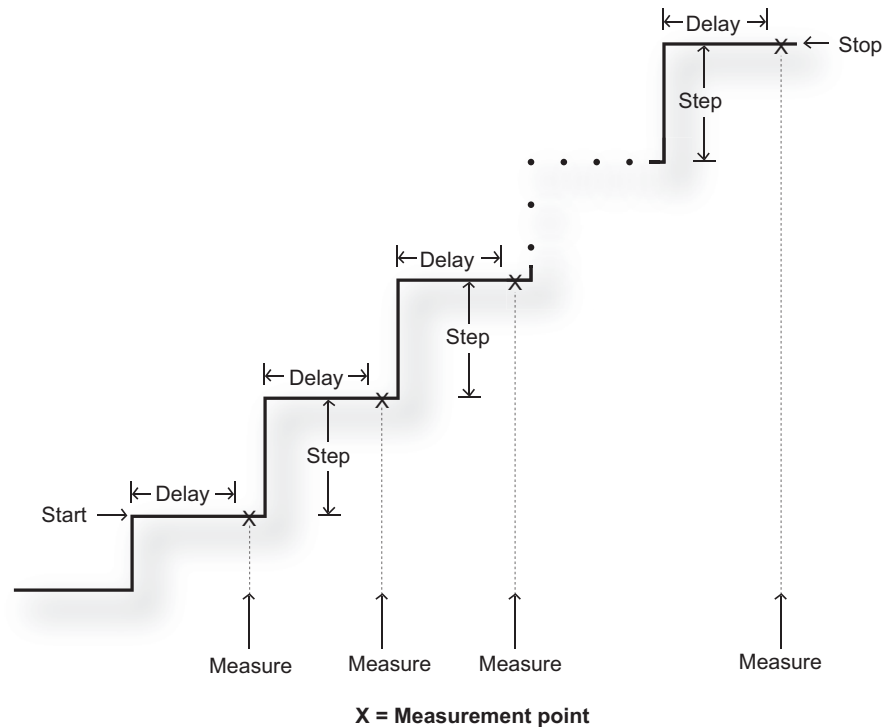 Delay
Stop
Step
Delay
Step
Delay
Step
Delay
Start
Measure
Measure
Measure
Measure
X
X
X
X
X = Measurement point